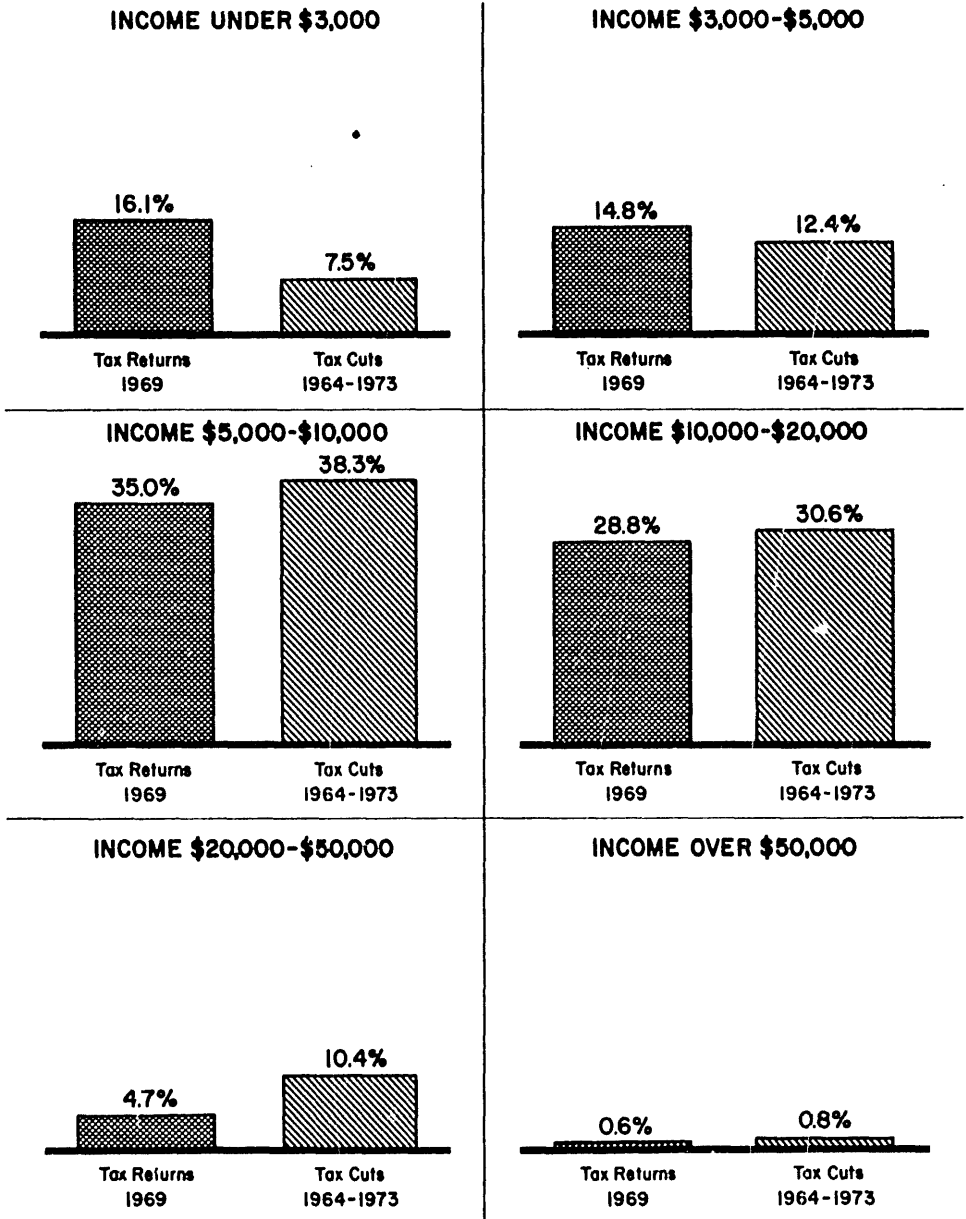 INCOME UNDER $3,000
16.1%
7.5%
Tax Returns
1969
Tax Cuts
1964-1973
INCOME $3,000-$5,000
14.8%
12.4%
Tax Returns
1969
Tax Cuts
1964-1973
INCOME $5,000-$10,000
35.0%
38.3%
Tax Returns
1969
Tax Cuts
1964-1973
INCOME $10,000-$20,000
28.8%
30.6%
Tax Returns
1969
Tax Cuts
1964-1973
INCOME $20,000-$50,000
4.7%
10.4%
Tax Returns
1969
Tax Cuts
1964-1973
INCOME OVER $50,000
0.6%
0.8%
Tax Returns
1969
Tax Cuts
1964-1973